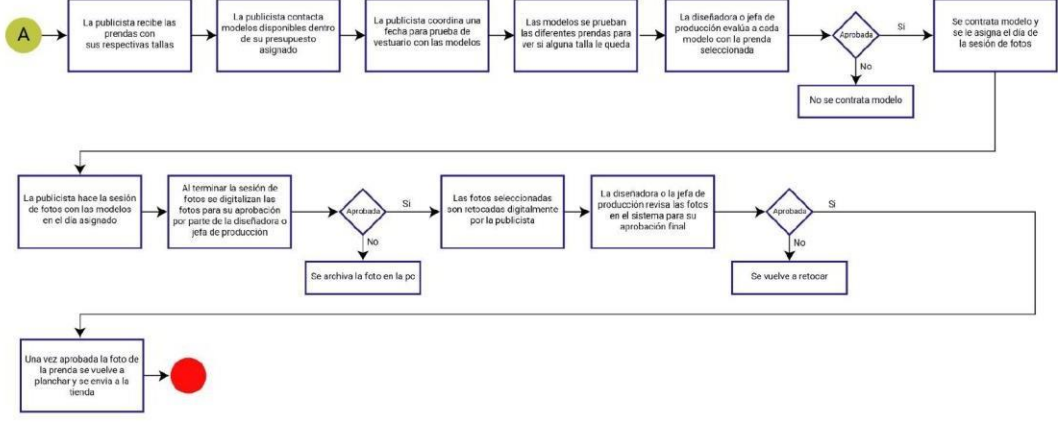 A
La publicista recibe las
prendas con
sus respectivas tallas
La publicista contacta
modelos disponibles dentro
de su presupuesto
asignado
La publicista coordina una
fecha para prueba de
vestuario con las modelos
Las modelos se prueban
las diferentes prendas para
ver si alguna talla le queda
La diseñadora o jefa de
producción evalúa a cada
modelo con la prenda
seleccionada
Aprobada
Si
No
No se contrata modelo
Se contrata modelo y
se le asigna el día de
la sesión de fotos
La publicista hace la sesión
de fotos con las modelos
en el día asignado
Al terminar la sesión de
fotos se digitalizan las
fotos para su aprobación
por parte de la diseñadora o
jefa de producción
Aprobada
Si
No
Se archiva la foto en la pc
Las fotos seleccionadas
son retocadas digitalmente
por la publicista
La diseñadora o la jefa de
producción revisa las fotos
en el sistema para su
aprobación final
Aprobada
Si
No
Se vuelve a retocar
Una vez aprobada la foto de
la prenda se vuelve a
planchar y se envia a la
tienda